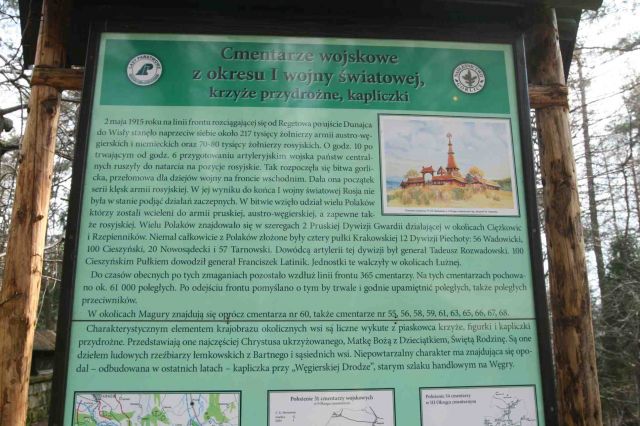 LASY PAŃSTWOWE
Cmentarze wojskowe
z okresu I wojny światowej,
krzyże przydrożne, kapliczki
2 maja 1915 roku na linii frontu rozciągającej się od Regetowa po ujście Dunajca
do Wisły stanęło naprzeciw siebie około 217 tysięcy żołnierzy armii austro-wę-
gierskich i niemieckich oraz 70-80 tysięcy żołnierzy rosyjskich. O godz. 10 po
trwającym od godz. 6 przygotowaniu artyleryjskim wojska państw central-
nych ruszyły do natarcia na pozycje rosyjskie. Tak rozpoczęła się bitwa gorlic-
ka, przełomowa dla dziejów wojny na froncie wschodnim. Dała ona początek
serii klęsk armii rosyjskiej. W jej wyniku do końca I wojny światowej Rosja nie
była w stanie podjąć działań zaczepnych. W bitwie wzięło udział wielu Polaków
którzy zostali wcieleni do armii pruskiej, austro-węgierskiej, a zapewne tak-
że rosyjskiej. Wielu Polaków znajdowało się w szeregach 2 Pruskiej Dywizji Gwardii działającej w okolicach Ciężkowic
i Rzepienników. Niemal całkowicie z Polaków złożone były cztery pułki Krakowskiej 12 Dywizji Piechoty: 56 Wadowicki,
100 Cieszyński, 20 Nowosądecki i 57 Tarnowski. Dowódcą artylerii tej dywizji był generał Tadeusz Rozwadowski. 100
Cieszyńskim Pułkiem dowodził generał Franciszek Latinik. Jednostki te walczyły w okolicach Łużnej.
Do czasów obecnych po tych zmaganiach pozostało wzdłuż linii frontu 365 cmentarzy. Na tych cmentarzach pochowa-
no ok. 61 000 poległych. Po odejściu frontu pomyślano o tym by trwale i godnie upamiętnić poległych, także poległych
przeciwników.
W okolicach Magury znajdują się oprócz cmentarza nr 60, także cmentarze nr 55, 56, 58, 59, 61, 63, 65, 66, 67, 68.
Charakterystycznym elementem krajobrazu okolicznych wsi są liczne wykute z piaskowca krzyże, figurki i kapliczki
przydrożne. Przedstawiają one najczęściej Chrystusa ukrzyżowanego, Matkę Bożą z Dzieciątkiem, Świętą Rodzinę. Są one
dziełem ludowych rzeźbiarzy łemkowskich z Bartnego i sąsiednich wsi. Niepowtarzalny charakter ma znajdująca się opo-
dal – odbudowana w ostatnich latach – kapliczka przy „Węgierskiej Drodze", starym szlaku handlowym na Węgry.
Położenie 31 cmentarzy wojskowych
Położenie 54 cmentarzy
w III Okręgu cmentarnym